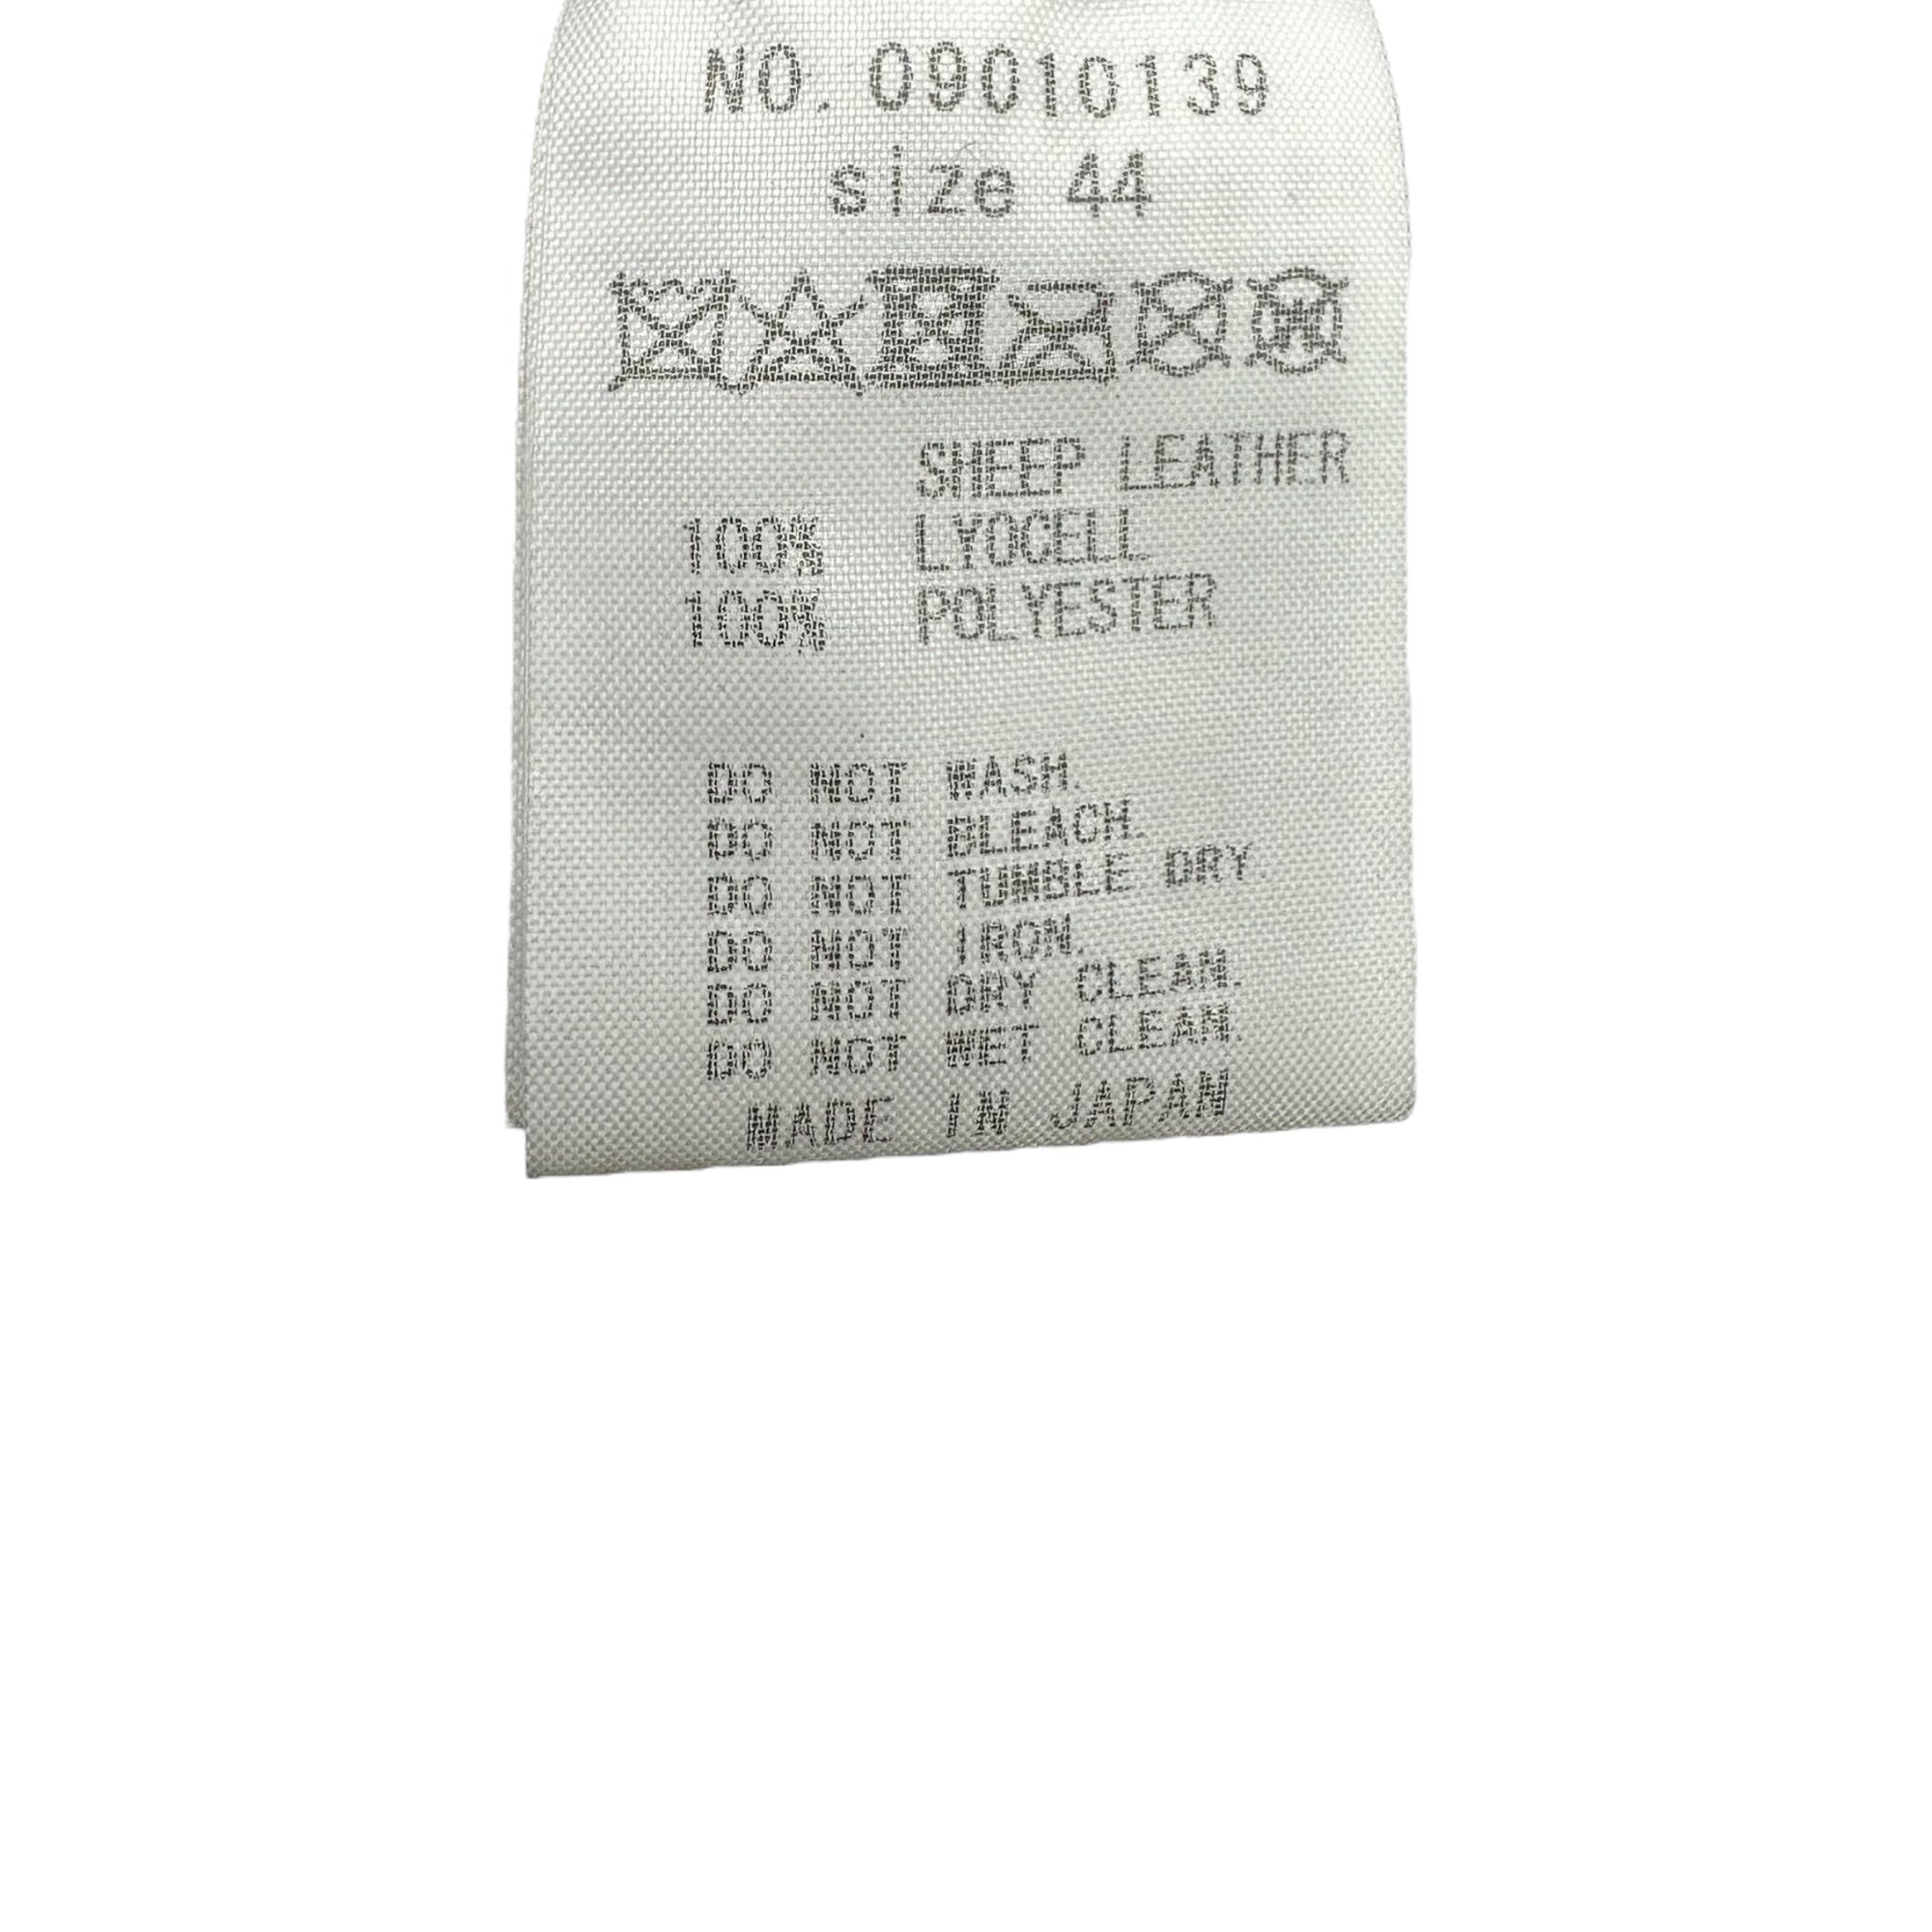 NO. 09010139
size 44
SHEEP LEATHER
100% LYOCELL
100% POLYESTER
DO NOT WASH.
DO NOT BLEACH.
DO NOT TUMBLE DRY.
DO NOT IRON.
DO NOT DRY CLEAN.
DO NOT WET CLEAN.
MADE IN JAPAN